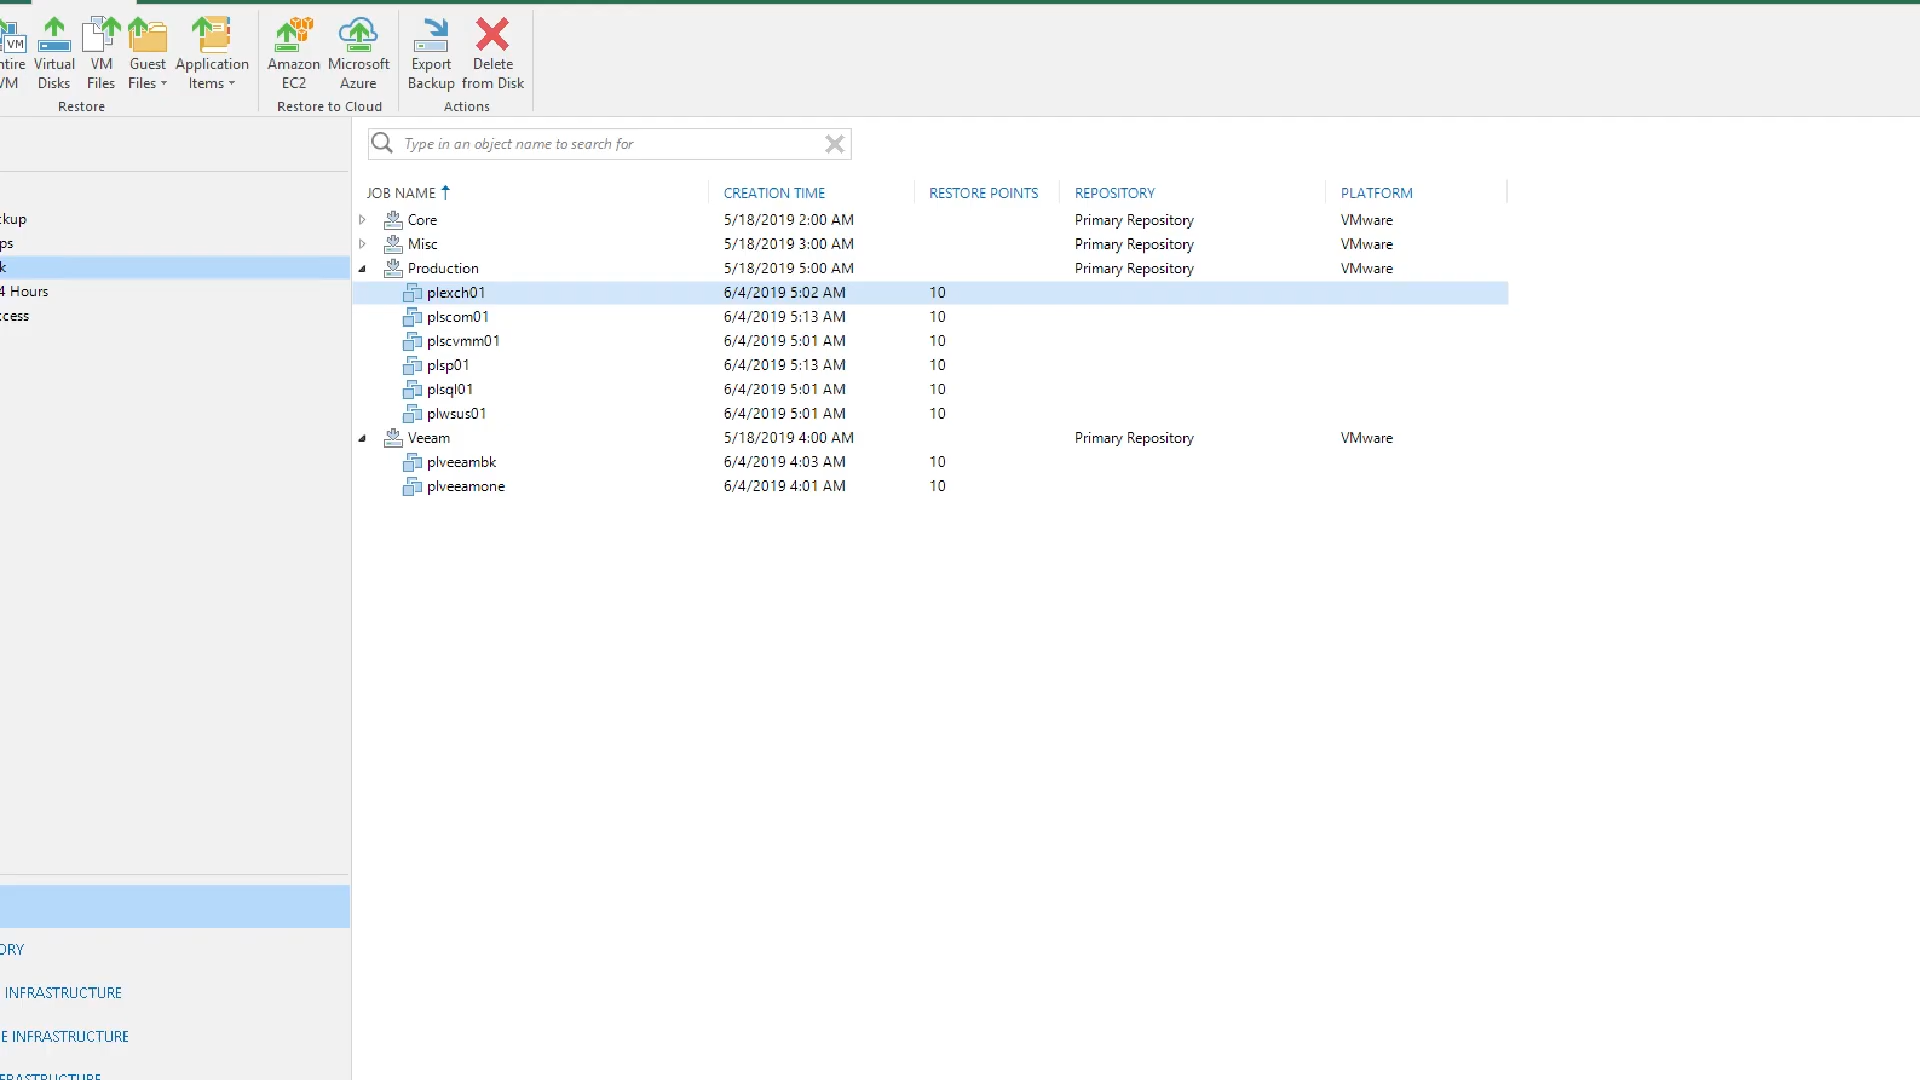 VM
ntire Virtual VM Guest Application Amazon Microsoft Export Delete
VM Disks Files Files Items EC2 Azure Backup from Disk
Restore Restore to Cloud Actions
Type in an object name to search for
JOB NAME CREATION TIME RESTORE POINTS REPOSITORY PLATFORM
ckup Core 5/18/2019 2:00 AM Primary Repository VMware
ps Misc 5/18/2019 3:00 AM Primary Repository VMware
k Production 5/18/2019 5:00 AM Primary Repository VMware
4 Hours plexch01 6/4/2019 5:02 AM 10
ccess plscom01 6/4/2019 5:13 AM 10
plscvmm01 6/4/2019 5:01 AM 10
plsp01 6/4/2019 5:13 AM 10
plsql01 6/4/2019 5:01 AM 10
plwsus01 6/4/2019 5:01 AM 10
Veeam 5/18/2019 4:00 AM Primary Repository VMware
plveeambk 6/4/2019 4:03 AM 10
plveeamone 6/4/2019 4:01 AM 10
ORY
INFRASTRUCTURE
E INFRASTRUCTURE
FRASTRUCTURE